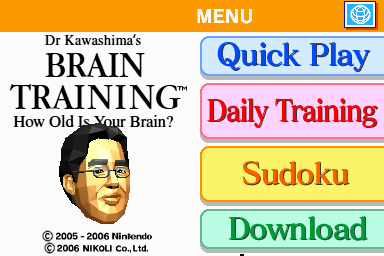 MENU
Dr Kawashima's
BRAIN
TRAINING™
How Old Is Your Brain?
© 2005 - 2006 Nintendo
© 2006 NIKOLI Co., Ltd.
Quick Play
Daily Training
Sudoku
Download